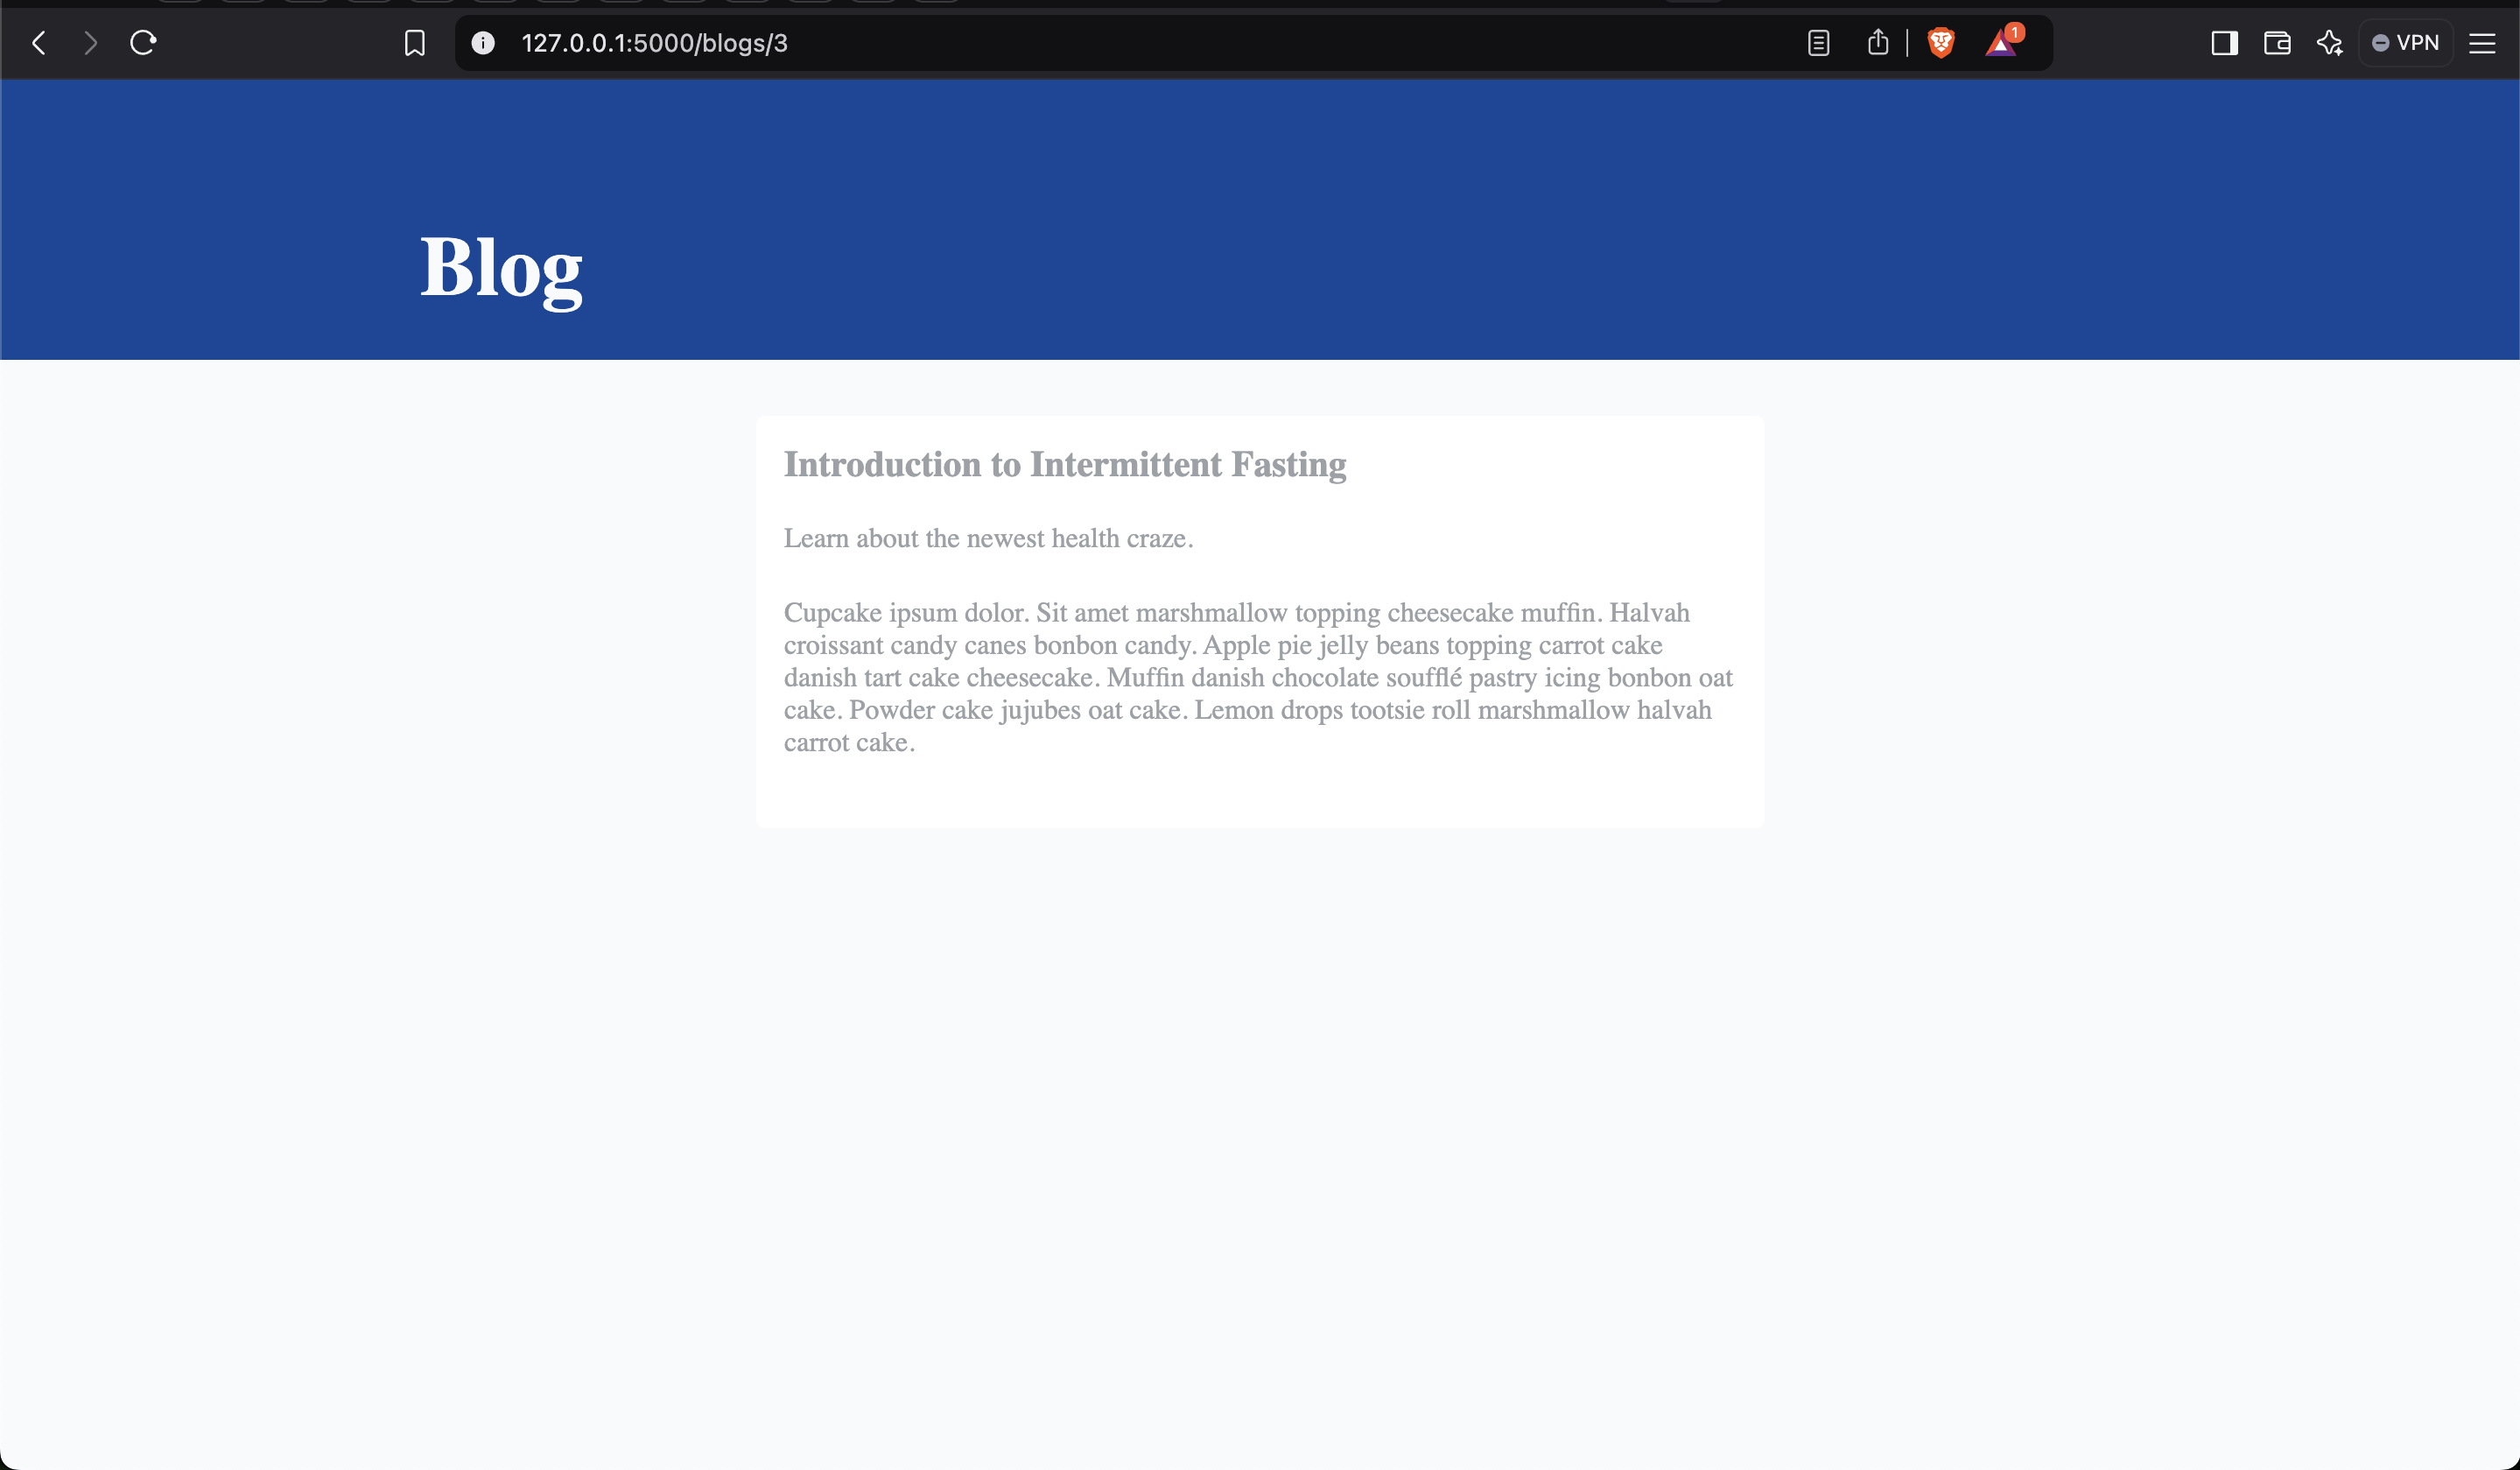 127.0.0.1:5000/blogs/3
1
VPN
Blog
Introduction to Intermittent Fasting
Learn about the newest health craze.
Cupcake ipsum dolor. Sit amet marshmallow topping cheesecake muffin. Halvah
croissant candy canes bonbon candy. Apple pie jelly beans topping carrot cake
danish tart cake cheesecake. Muffin danish chocolate soufflé pastry icing bonbon oat
cake. Powder cake jujubes oat cake. Lemon drops tootsie roll marshmallow halvah
carrot cake.